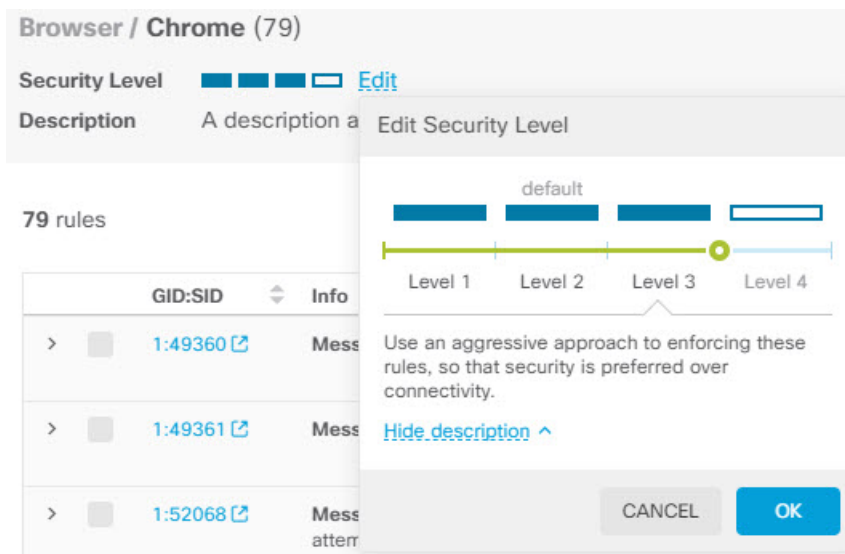 Browser / Chrome (79)
Security Level Edit
Description A description a
Edit Security Level
default
Level 1 Level 2 Level 3 Level 4
Use an aggressive approach to enforcing these
rules, so that security is preferred over
connectivity.
Hide description
CANCEL OK
79 rules
GID:SID Info
1:49360 Mess
1:49361 Mess
1:52068 Mess
attem